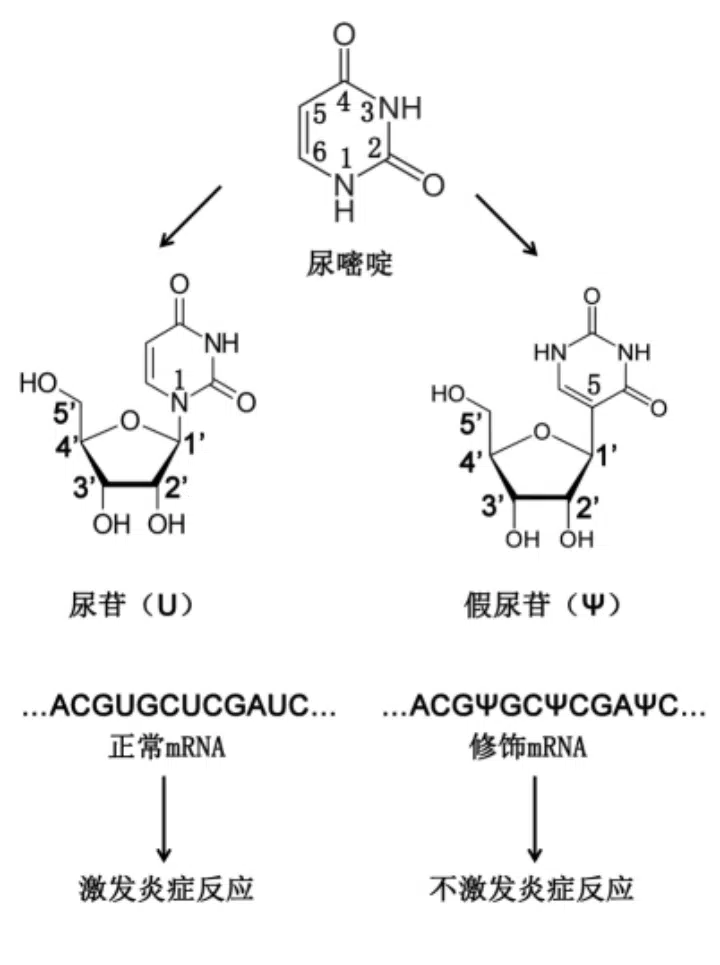 O
4
5
3
NH
6
1
2
N
H
O
尿嘧啶
O
NH
1
N
O
HO
5'
O
4'
1'
3'
2'
OH
OH
尿苷（U）
O
HN
NH
5
O
HO
5'
O
4'
1'
3'
2'
OH
OH
假尿苷（Ψ）
...ACGUGCUCGAUC...
...ACGΨGCΨCGAΨC...
正常mRNA
修饰mRNA
激发炎症反应
不激发炎症反应